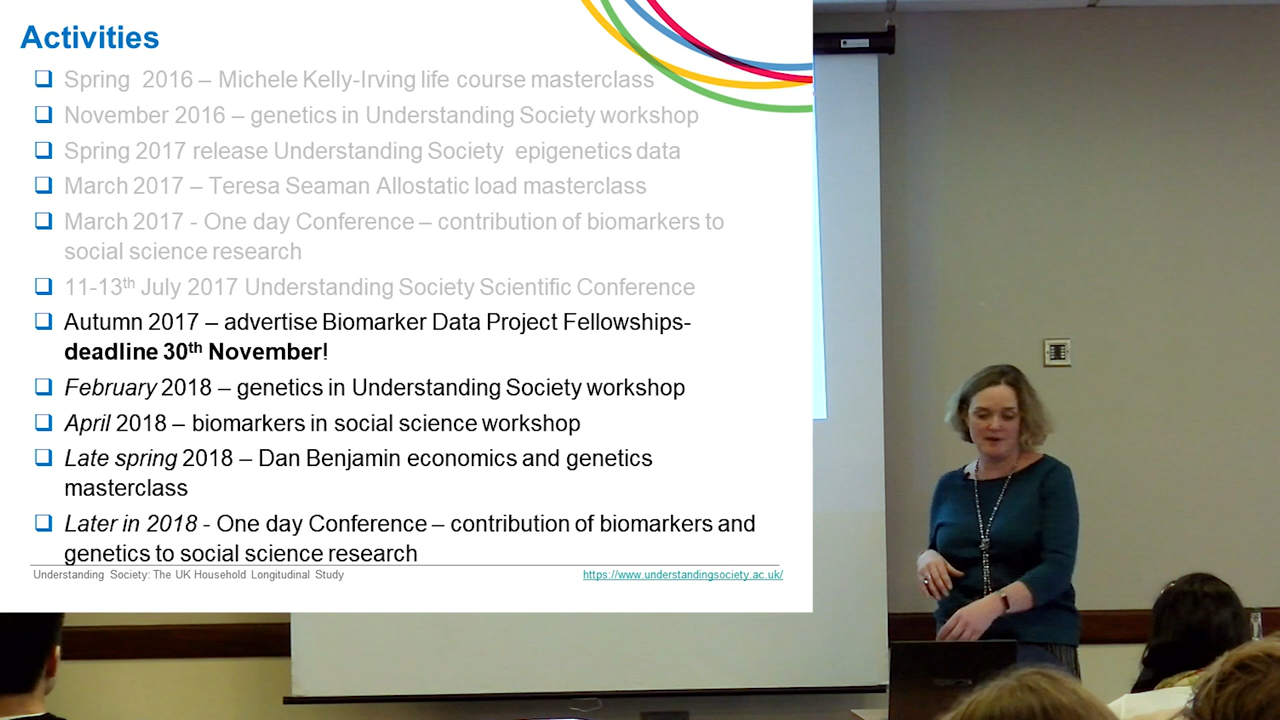 Activities
Spring 2016 – Michele Kelly-Irving life course masterclass
November 2016 – genetics in Understanding Society workshop
Spring 2017 release Understanding Society epigenetics data
March 2017 – Teresa Seaman Allostatic load masterclass
March 2017 - One day Conference – contribution of biomarkers to
social science research
11-13th July 2017 Understanding Society Scientific Conference
Autumn 2017 – advertise Biomarker Data Project Fellowships-
deadline 30th November!
February 2018 – genetics in Understanding Society workshop
April 2018 – biomarkers in social science workshop
Late spring 2018 – Dan Benjamin economics and genetics
masterclass
Later in 2018 - One day Conference – contribution of biomarkers and
genetics to social science research
Understanding Society: The UK Household Longitudinal Study
https://www.understandingsociety.ac.uk/